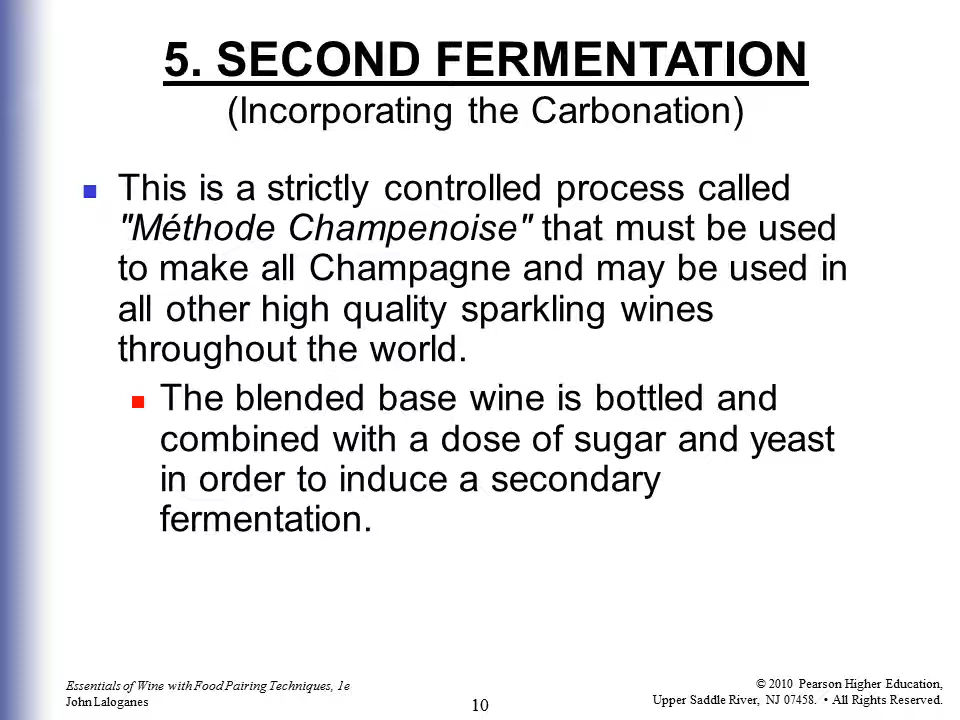 5. SECOND FERMENTATION
(Incorporating the Carbonation)
This is a strictly controlled process called
"Méthode Champenoise" that must be used
to make all Champagne and may be used in
all other high quality sparkling wines
throughout the world.
The blended base wine is bottled and
combined with a dose of sugar and yeast
in order to induce a secondary
fermentation.
Essentials of Wine with Food Pairing Techniques, 1e
John Laloganes
10
© 2010 Pearson Higher Education,
Upper Saddle River, NJ 07458. • All Rights Reserved.